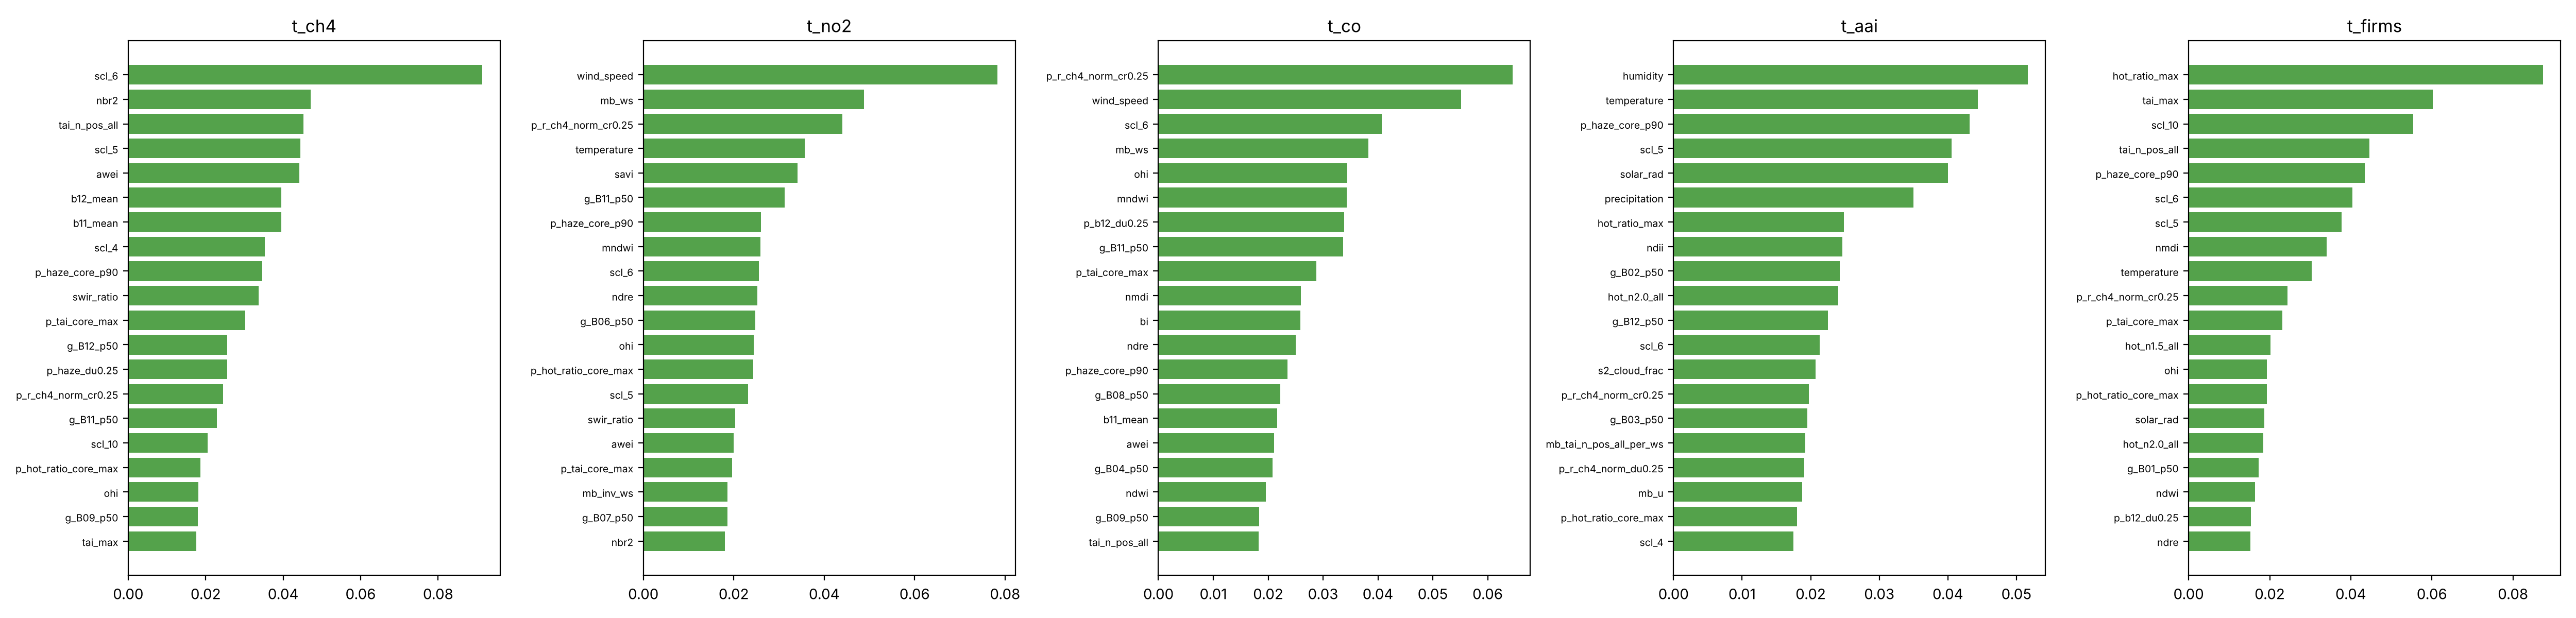 t_ch4
scl_6
nbr2
tai_n_pos_all
scl_5
awei
b12_mean
b11_mean
scl_4
p_haze_core_p90
swir_ratio
p_tai_core_max
g_B12_p50
p_haze_du0.25
p_r_ch4_norm_cr0.25
g_B11_p50
scl_10
p_hot_ratio_core_max
ohi
g_B09_p50
tai_max
0.00 0.02 0.04 0.06 0.08
t_no2
wind_speed
mb_ws
p_r_ch4_norm_cr0.25
temperature
savi
g_B11_p50
p_haze_core_p90
mndwi
scl_6
ndre
g_B06_p50
ohi
p_hot_ratio_core_max
scl_5
swir_ratio
awei
p_tai_core_max
mb_inv_ws
g_B07_p50
nbr2
0.00 0.02 0.04 0.06 0.08
t_co
p_r_ch4_norm_cr0.25
wind_speed
scl_6
mb_ws
ohi
mndwi
p_b12_du0.25
g_B11_p50
p_tai_core_max
nmdi
bi
ndre
p_haze_core_p90
g_B08_p50
b11_mean
awei
g_B04_p50
ndwi
g_B09_p50
tai_n_pos_all
0.00 0.01 0.02 0.03 0.04 0.05 0.06
t_aai
humidity
temperature
p_haze_core_p90
scl_5
solar_rad
precipitation
hot_ratio_max
ndii
g_B02_p50
hot_n2.0_all
g_B12_p50
scl_6
s2_cloud_frac
p_r_ch4_norm_cr0.25
g_B03_p50
mb_tai_n_pos_all_per_ws
p_r_ch4_norm_du0.25
mb_u
p_hot_ratio_core_max
scl_4
0.00 0.01 0.02 0.03 0.04 0.05
t_firms
hot_ratio_max
tai_max
scl_10
tai_n_pos_all
p_haze_core_p90
scl_6
scl_5
nmdi
temperature
p_r_ch4_norm_cr0.25
p_tai_core_max
hot_n1.5_all
ohi
p_hot_ratio_core_max
solar_rad
hot_n2.0_all
g_B01_p50
ndwi
p_b12_du0.25
ndre
0.00 0.02 0.04 0.06 0.08